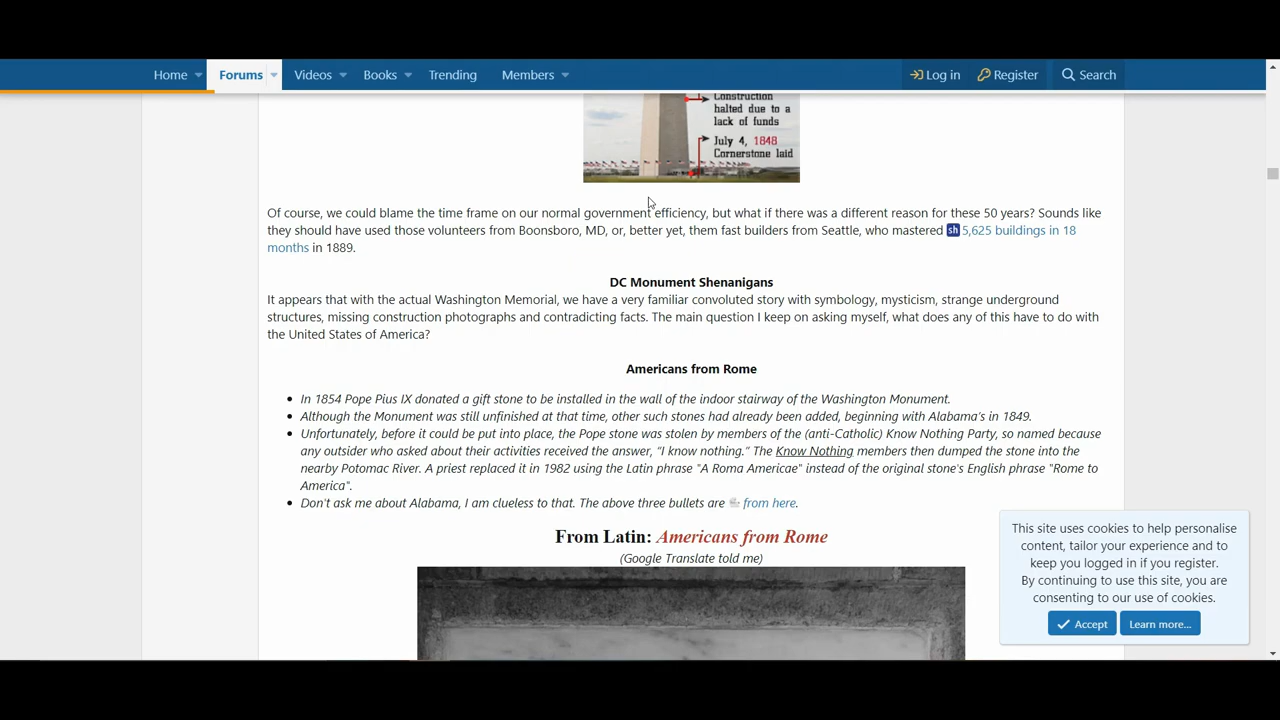 Home Forums Videos Books Trending Members Log in Register Search
Construction
halted due to a
lack of funds
July 4, 1848
Cornerstone laid
Of course, we could blame the time frame on our normal government efficiency, but what if there was a different reason for these 50 years? Sounds like
they should have used those volunteers from Boonsboro, MD, or, better yet, them fast builders from Seattle, who mastered sh 5,625 buildings in 18
months in 1889.
DC Monument Shenanigans
It appears that with the actual Washington Memorial, we have a very familiar convoluted story with symbology, mysticism, strange underground
structures, missing construction photographs and contradicting facts. The main question I keep on asking myself, what does any of this have to do with
the United States of America?
Americans from Rome
• In 1854 Pope Pius IX donated a gift stone to be installed in the wall of the indoor stairway of the Washington Monument.
• Although the Monument was still unfinished at that time, other such stones had already been added, beginning with Alabama's in 1849.
• Unfortunately, before it could be put into place, the Pope stone was stolen by members of the (anti-Catholic) Know Nothing Party, so named because
any outsider who asked about their activities received the answer, "I know nothing." The Know Nothing members then dumped the stone into the
nearby Potomac River. A priest replaced it in 1982 using the Latin phrase "A Roma Americae" instead of the original stone's English phrase "Rome to
America".
• Don't ask me about Alabama, I am clueless to that. The above three bullets are from here.
From Latin: Americans from Rome
(Google Translate told me)
This site uses cookies to help personalise
content, tailor your experience and to
keep you logged in if you register.
By continuing to use this site, you are
consenting to our use of cookies.
Accept Learn more...